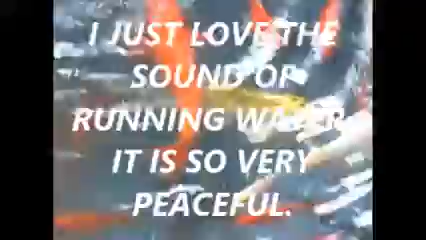 I JUST LOVE THE
SOUND OF
RUNNING WATER.
IT IS SO VERY
PEACEFUL.